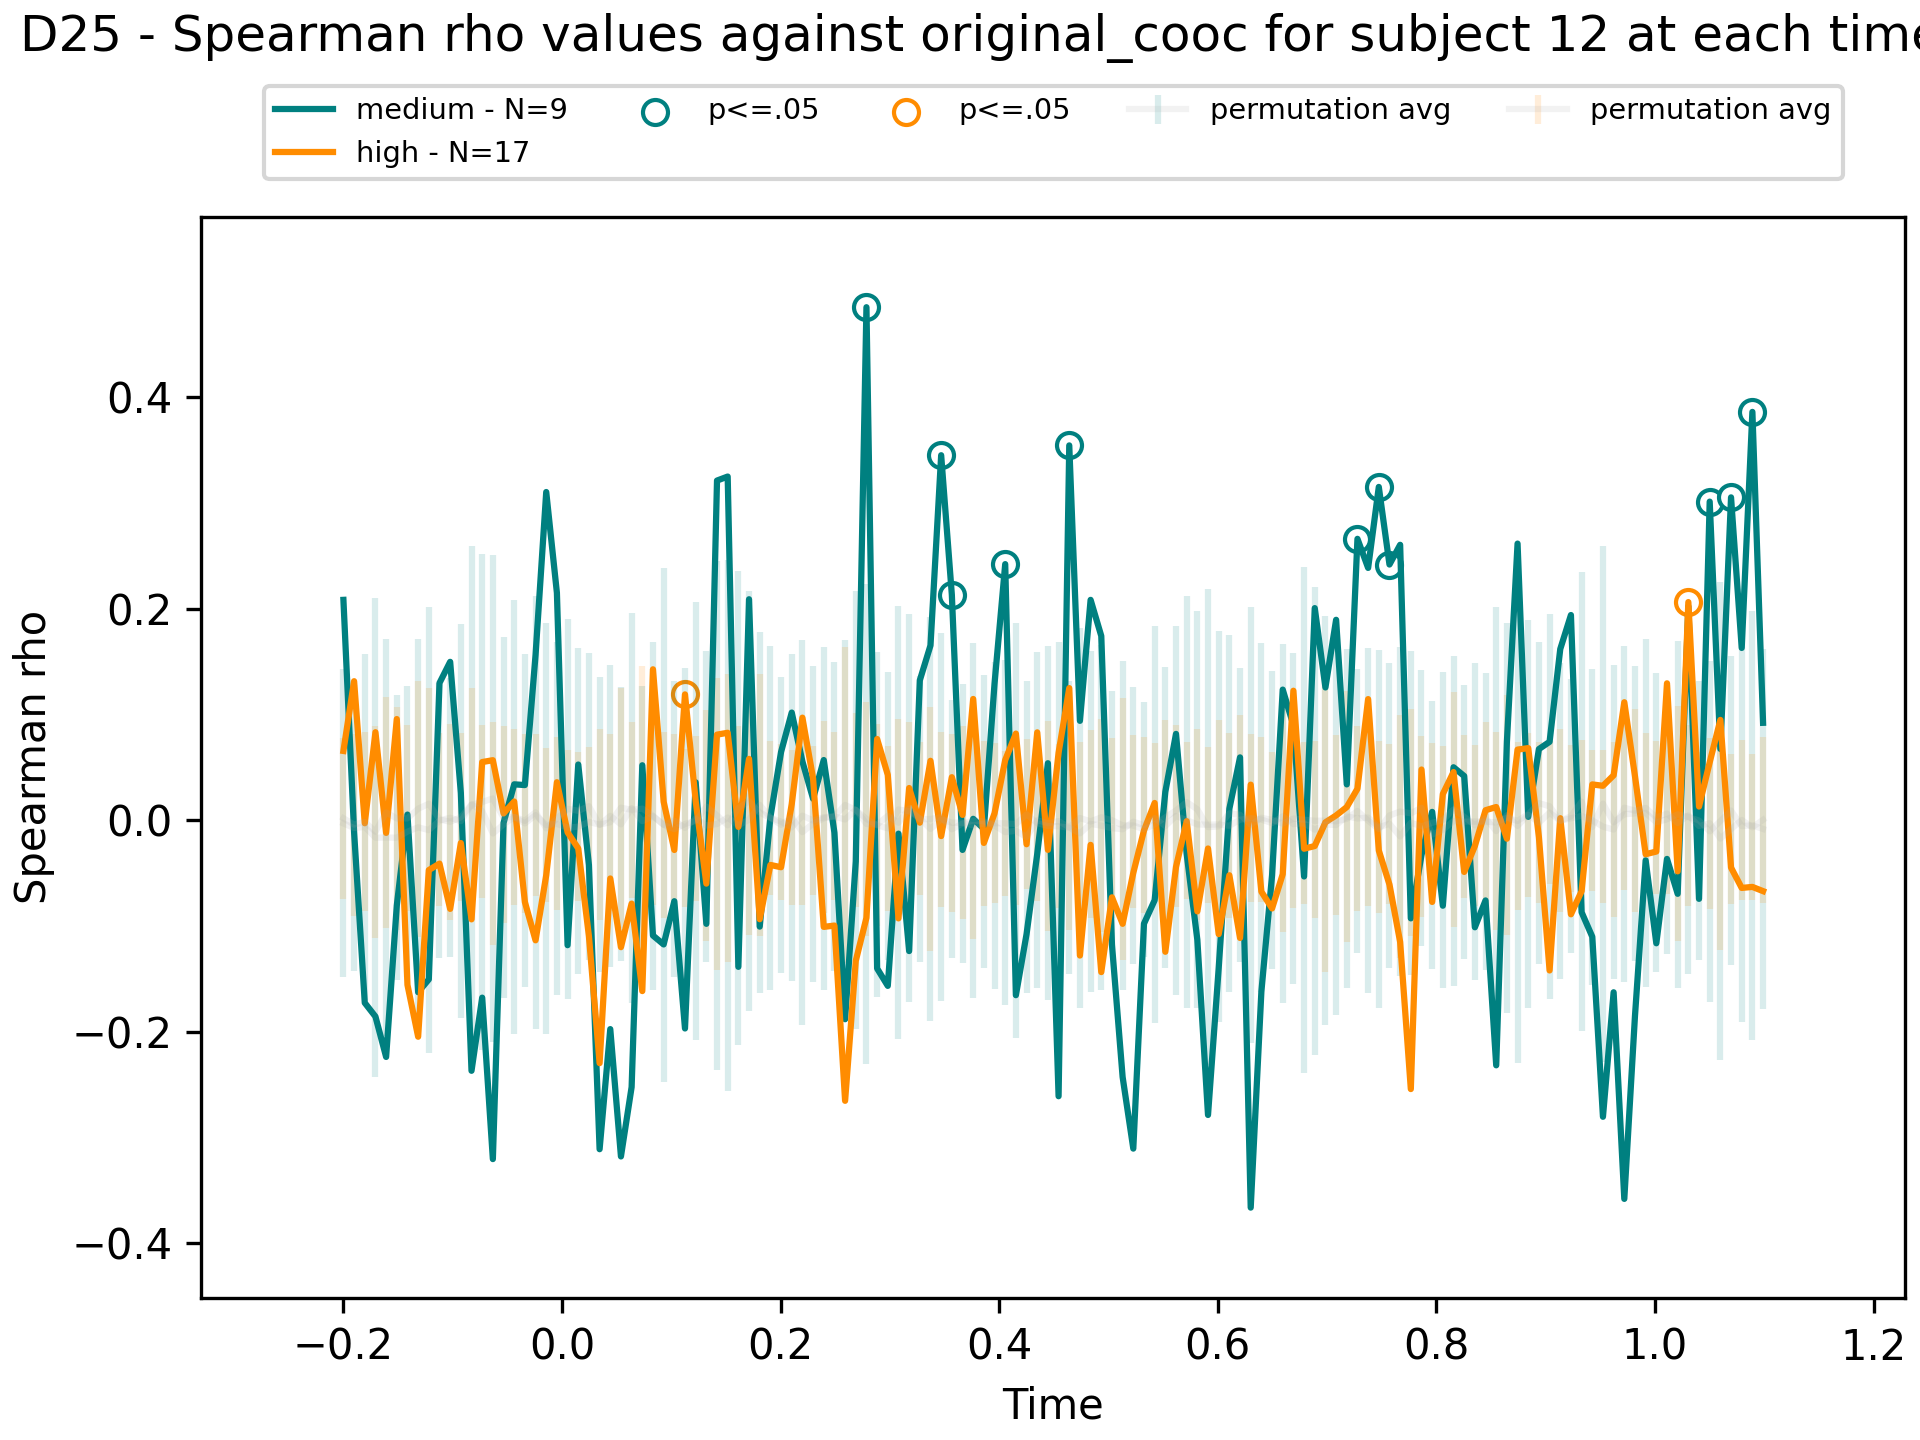 D25 - Spearman rho values against original_cooc for subject 12 at each time
medium - N=9
high - N=17
p<=.05
p<=.05
permutation avg
permutation avg
Spearman rho
0.4
0.2
0.0
−0.2
−0.4
−0.2 0.0 0.2 0.4 0.6 0.8 1.0 1.2
Time